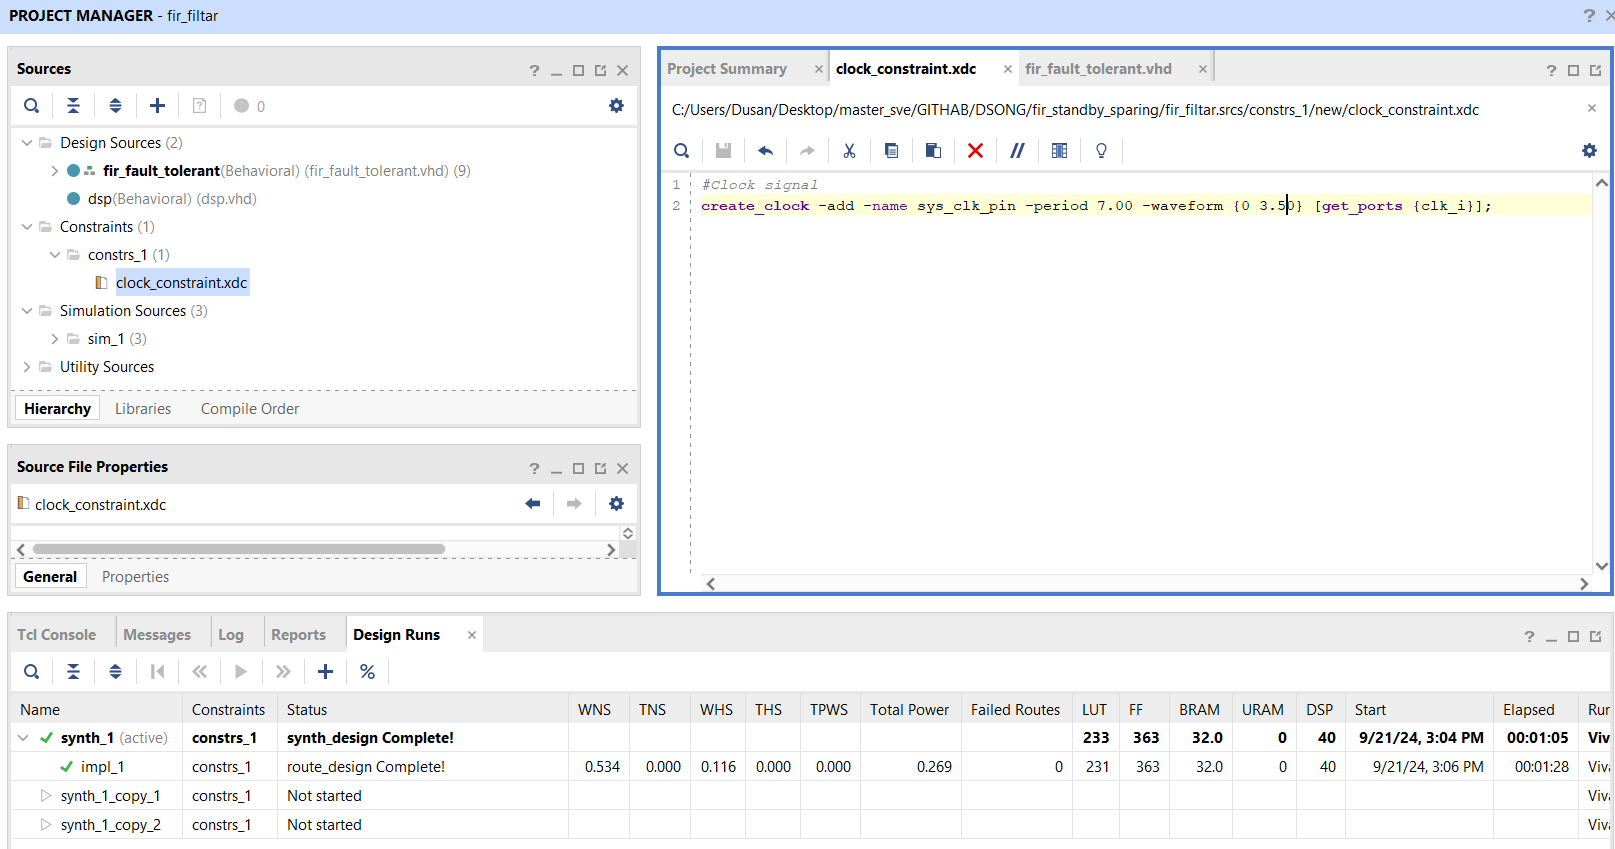 PROJECT MANAGER - fir_filtar
Sources
0
Design Sources (2)
fir_fault_tolerant(Behavioral) (fir_fault_tolerant.vhd) (9)
dsp(Behavioral) (dsp.vhd)
Constraints (1)
constrs_1 (1)
clock_constraint.xdc
Simulation Sources (3)
sim_1 (3)
Utility Sources
Hierarchy Libraries Compile Order
Source File Properties
clock_constraint.xdc
General Properties
Project Summary clock_constraint.xdc fir_fault_tolerant.vhd
C:/Users/Dusan/Desktop/master_sve/GITHAB/DSONG/fir_standby_sparing/fir_filtar.srcs/constrs_1/new/clock_constraint.xdc
1 #Clock signal
2 create_clock -add -name sys_clk_pin -period 7.00 -waveform {0 3.50} [get_ports {clk_i}];
Tcl Console Messages Log Reports Design Runs
Name Constraints Status WNS TNS WHS THS TPWS Total Power Failed Routes LUT FF BRAM URAM DSP Start Elapsed Rur
synth_1 (active) constrs_1 synth_design Complete! 233 363 32.0 0 40 9/21/24, 3:04 PM 00:01:05 Viv
impl_1 constrs_1 route_design Complete! 0.534 0.000 0.116 0.000 0.000 0.269 0 231 363 32.0 0 40 9/21/24, 3:06 PM 00:01:28 Viv
synth_1_copy_1 constrs_1 Not started Viv
synth_1_copy_2 constrs_1 Not started Viv